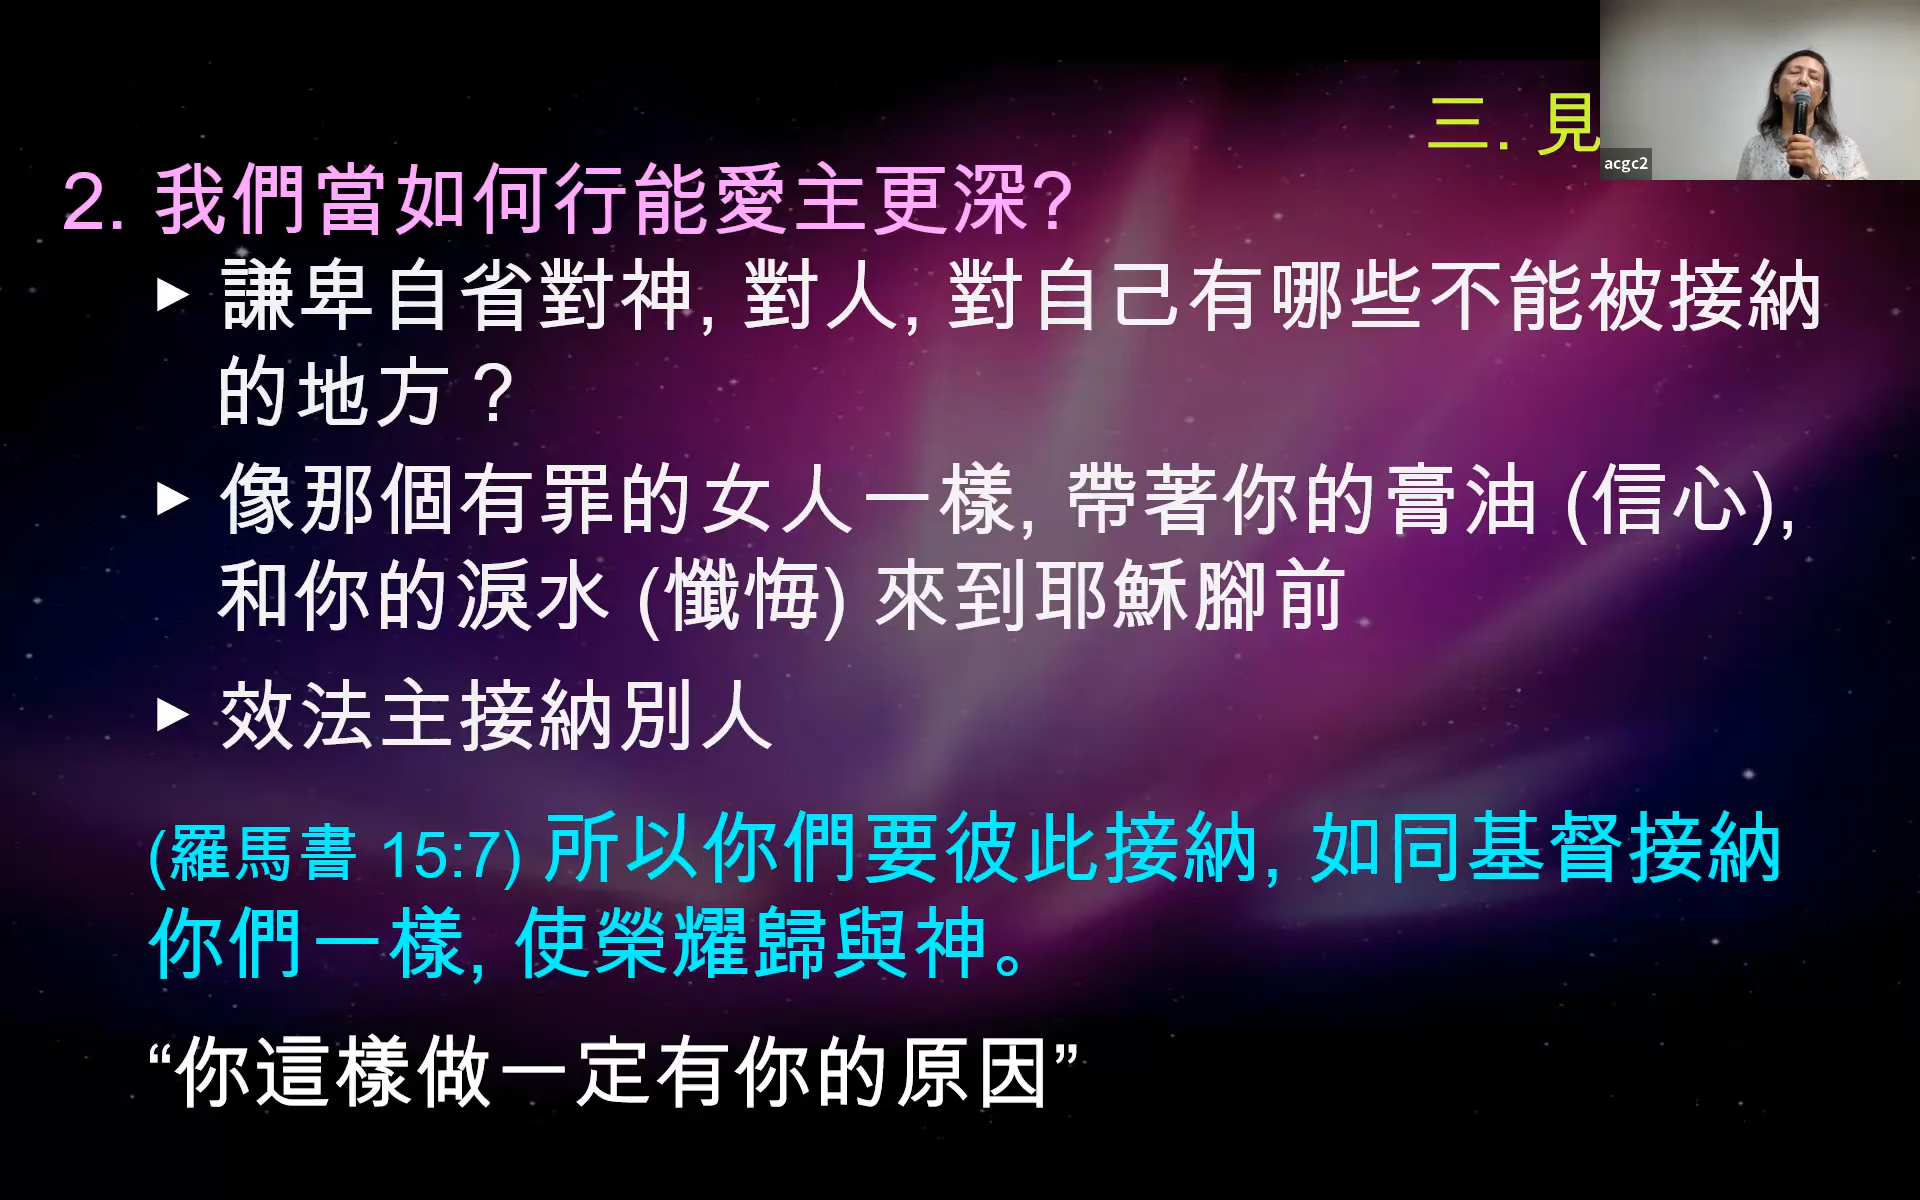 三. 見
acgc2
2. 我們當如何行能愛主更深?
▸ 謙卑自省對神, 對人, 對自己有哪些不能被接納
的地方？
▸ 像那個有罪的女人一樣, 帶著你的膏油 (信心),
和你的淚水 (懺悔) 來到耶穌腳前
▸ 效法主接納別人
(羅馬書 15:7) 所以你們要彼此接納, 如同基督接納
你們一樣, 使榮耀歸與神。
“你這樣做一定有你的原因”